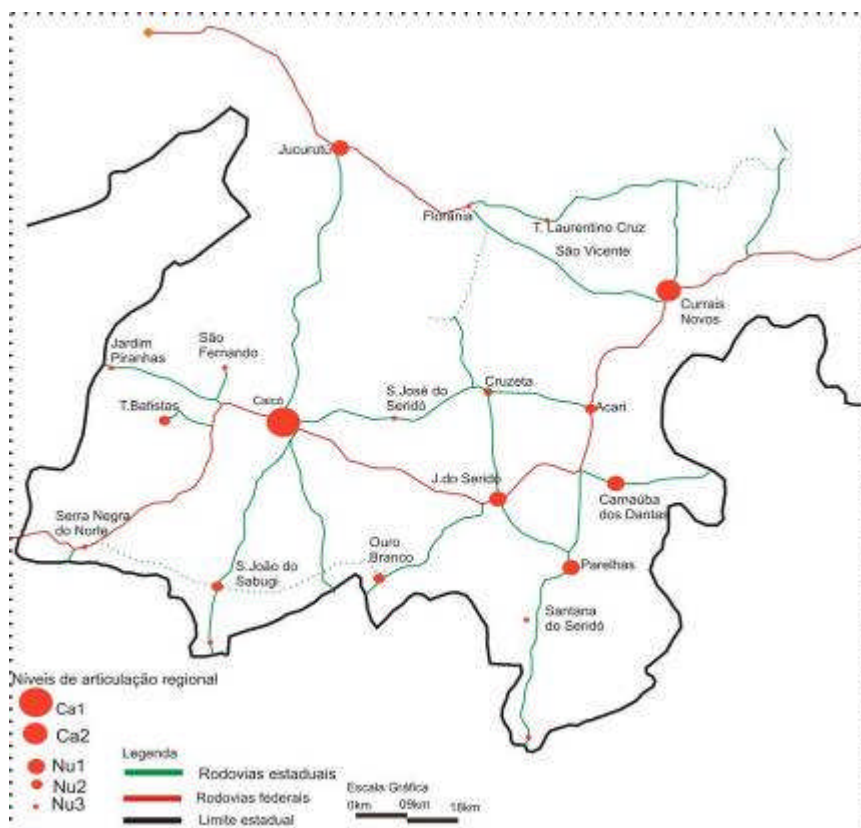 Jucurutú
Florânia
T. Laurentino Cruz
São Vicente
Currais
Novos
Jardim
Piranhas
São
Fernando
T.Batistas
Caicó
S.José do
Seridó
Cruzeta
Acari
J.do Seridó
Carnaúba
dos Dantas
Serra Negra
do Norte
S.João do
Sabugi
Ouro
Branco
Parelhas
Santana
do Seridó
Níveis de articulação regional
Ca1
Ca2
Nu1
Nu2
Nu3
Legenda
Rodovias estaduais
Rodovias federais
Limite estadual
Escala Gráfica
0km 09km 18km